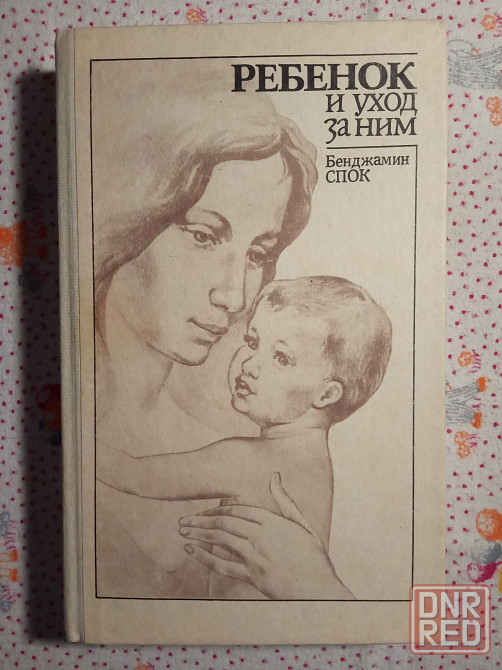 РЕБЕНОК
и уход
за ним
Бенджамин
СПОК
DNR
RED